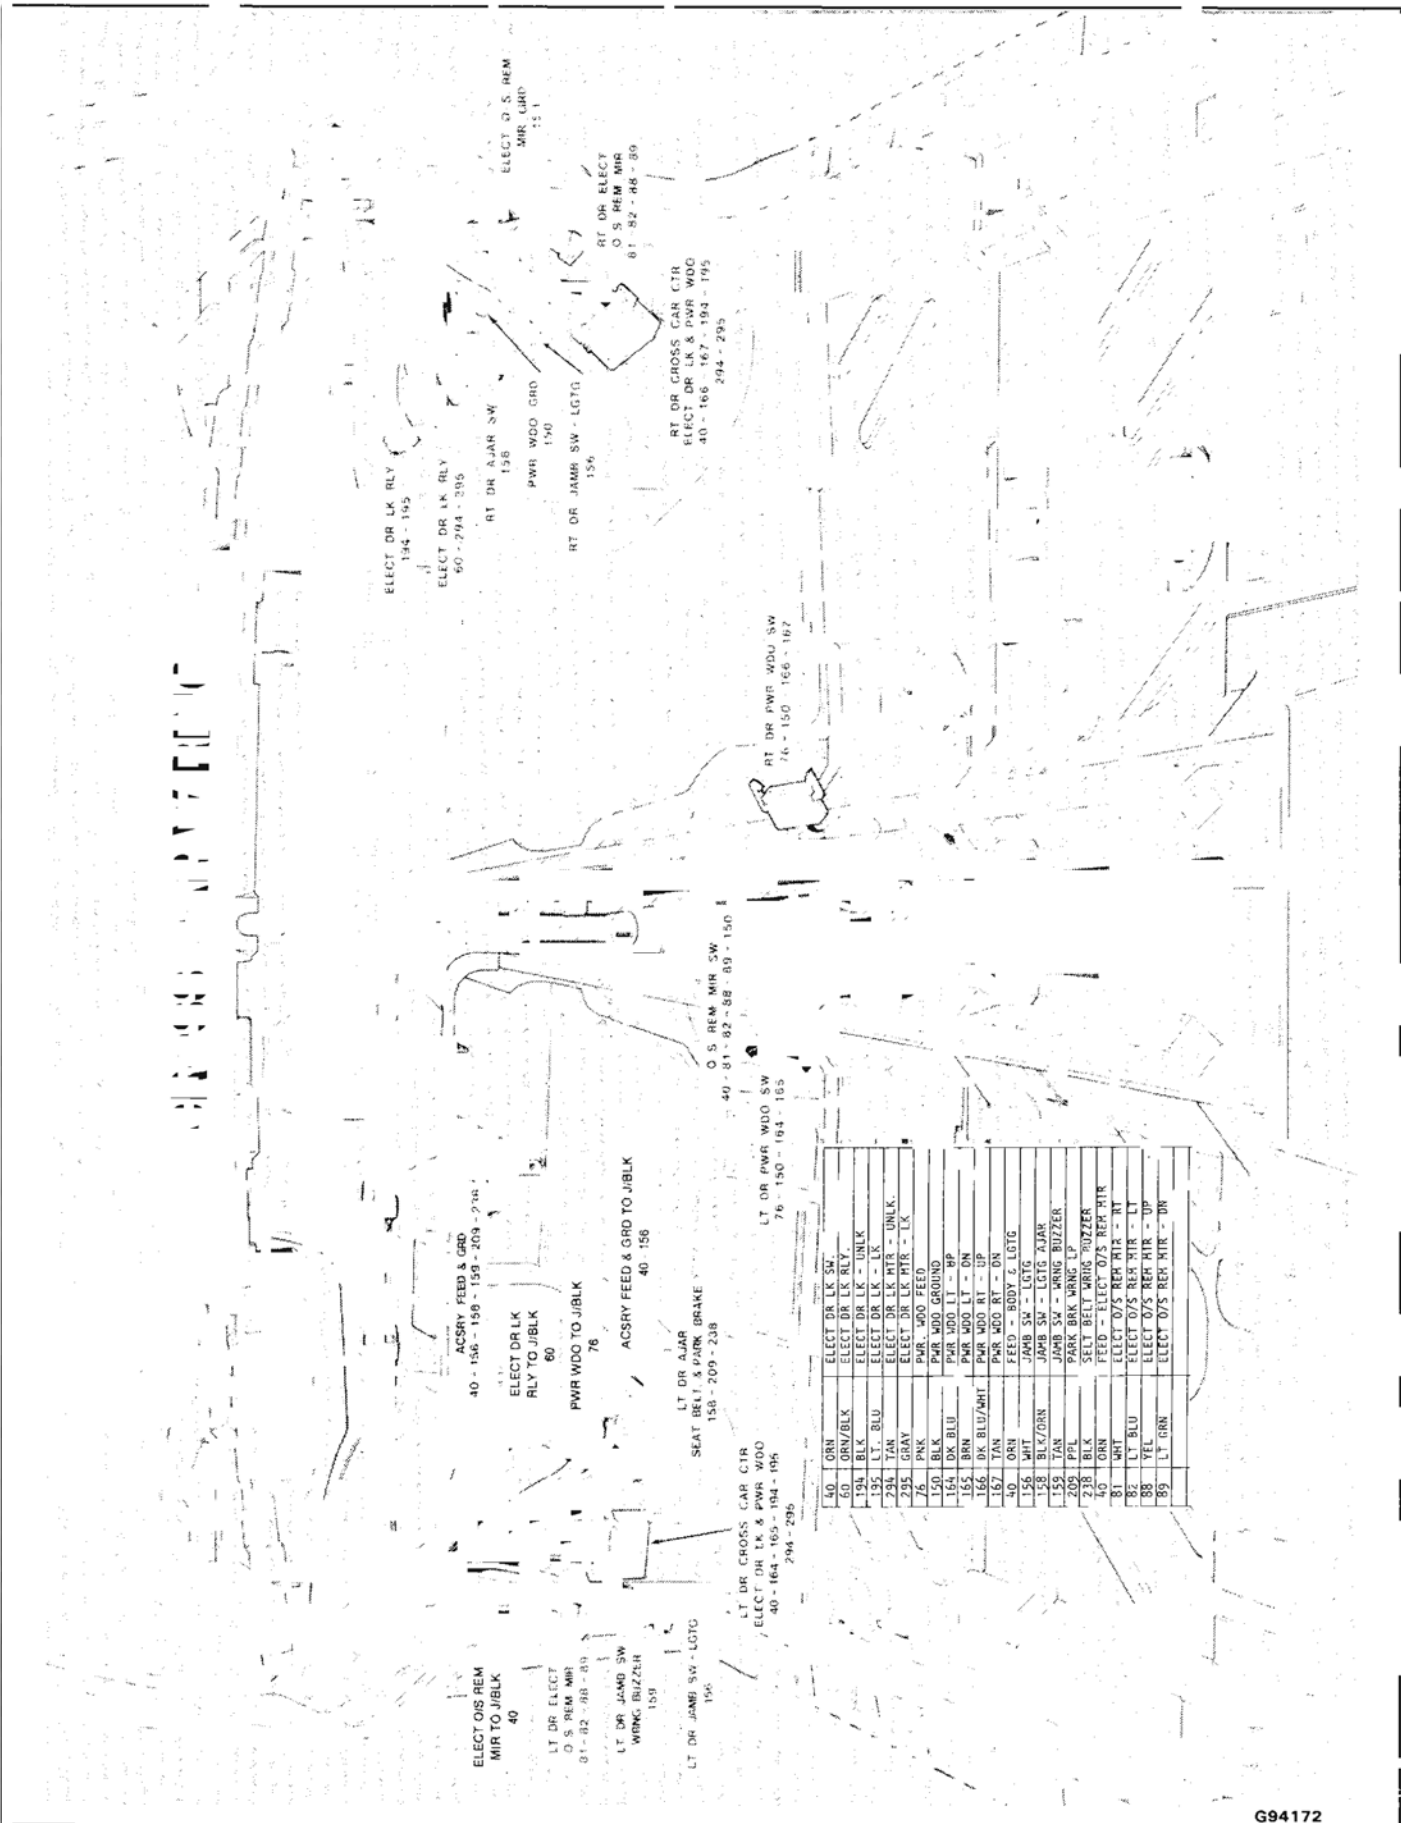 ELECT O.S. REM
MIR GRD
151
RT DR ELECT
O S REM MIR
81 - 82 - 88 - 89
RT DR CROSS CAR CTR
ELECT DR LK & PWR WDO
40 - 166 - 167 - 194 - 195
294 - 295
ELECT DR LK RLY
194 - 195
ELECT DR LK RLY
60 - 294 - 295
RT DR AJAR SW
158
PWR WDO GRD
150
RT DR JAMB SW - LGTG
156
RT DR PWR WDO SW
76 - 150 - 166 - 167
O S REM MIR SW
40 - 81 - 82 - 88 - 89 - 150
LT DR PWR WDO SW
76 - 150 - 164 - 165
ACSRY FEED & GRD
40 - 156 - 158 - 159 - 209 - 238
ELECT DR LK
RLY TO J/BLK
60
PWR WDO TO J/BLK
76
ACSRY FEED & GRD TO J/BLK
40 - 156
LT DR AJAR
SEAT BELT & PARK BRAKE
158 - 209 - 238
LT DR CROSS CAR CTR
ELECT DR LK & PWR WDO
40 - 164 - 165 - 194 - 195
294 - 295
ELECT O/S REM
MIR TO J/BLK
40
LT DR ELECT
O S REM MIR
81 - 82 - 88 - 89
LT DR JAMB SW
WRNG BUZZER
159
LT DR JAMB SW - LGTG
156
40 ORN ELECT DR LK SW.
60 ORN/BLK ELECT DR LK RLY.
194 BLK ELECT DR LK - UNLK
195 LT. BLU ELECT DR LK - LK
294 TAN ELECT DR LK MTR - UNLK.
295 GRAY ELECT DR LK MTR - LK
76 PNK PWR. WDO FEED
150 BLK PWR WDO GROUND
164 DK BLU PWR WDO LT - UP
165 BRN PWR WDO LT - DN
166 DK BLU/WHT PWR WDO RT - UP
167 TAN PWR WDO RT - DN
40 ORN FEED - BODY & LGTG
156 WHT JAMB SW - LGTG
158 BLK/ORN JAMB SW - LGTG AJAR
159 TAN JAMB SW - WRNG BUZZER
209 PPL PARK BRK WRNG LP
238 BLK SELT BELT WRNG BUZZER
40 ORN FEED - ELECT O/S REM MIR
81 WHT ELECT O/S REM MIR - RT
82 LT BLU ELECT O/S REM MIR - LT
88 YEL ELECT O/S REM MIR - UP
89 LT GRN ELECT O/S REM MIR - DN
G94172